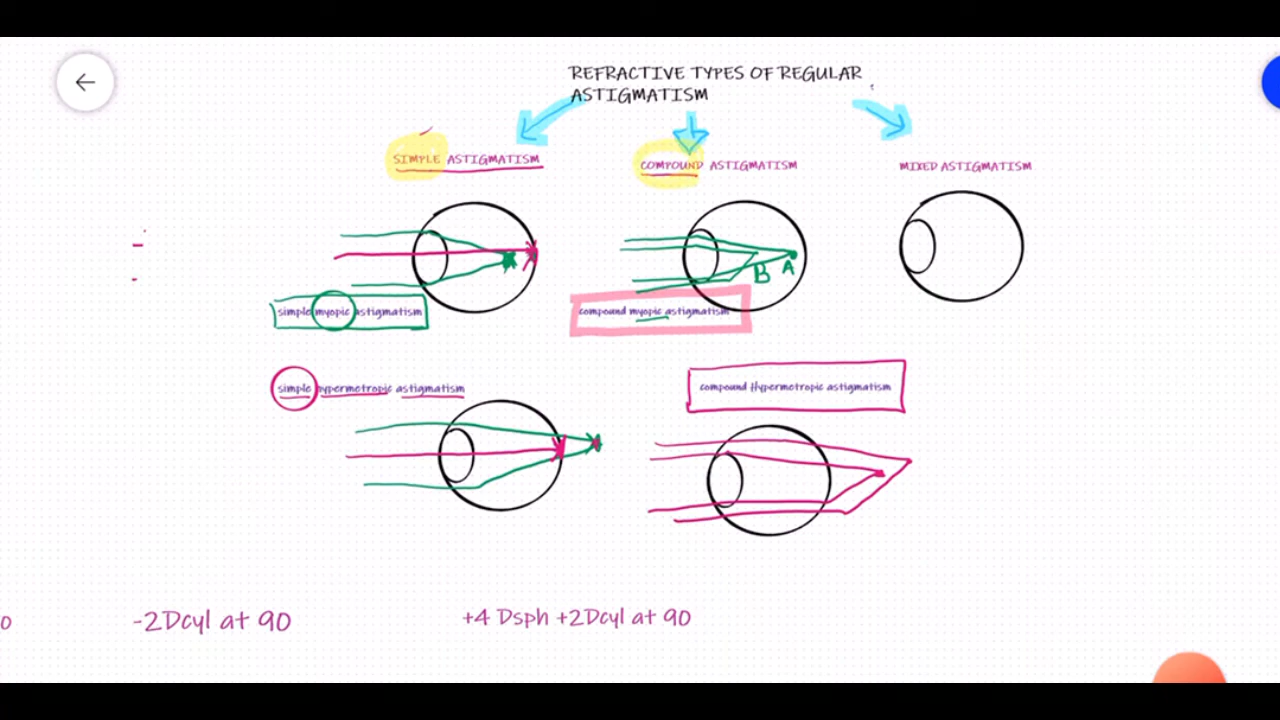 REFRACTIVE TYPES OF REGULAR
ASTIGMATISM
SIMPLE ASTIGMATISM
COMPOUND ASTIGMATISM
MIXED ASTIGMATISM
B A
simple myopic astigmatism
compound myopic astigmatism
simple hypermetropic astigmatism
compound Hypermetropic astigmatism
0
-2Dcyl at 90
+4 Dsph +2Dcyl at 90